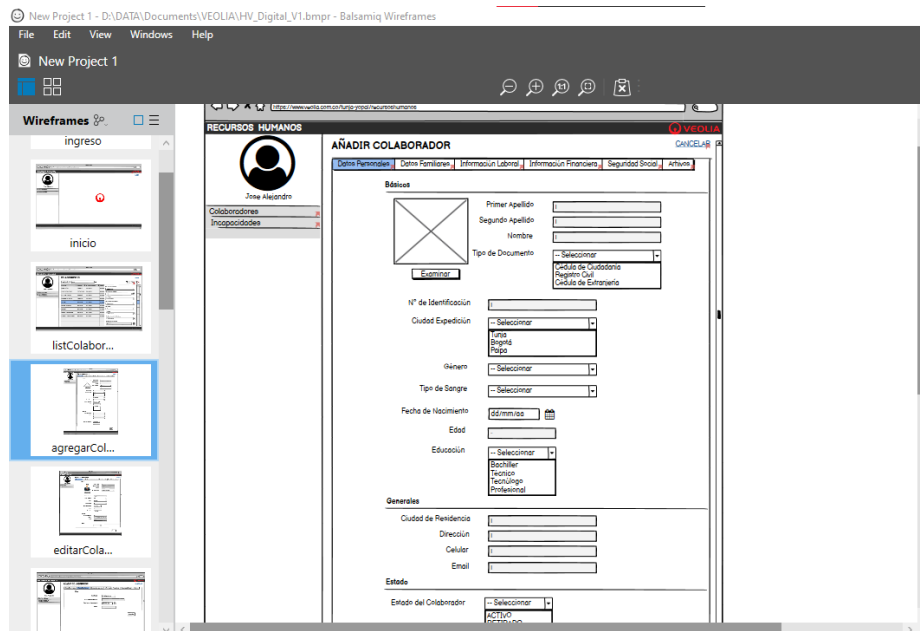 New Project 1 - D:\DATA\Documents\VEOLIA\HV_Digital_V1.bmpr - Balsamiq Wireframes
File Edit View Windows Help
New Project 1
1:1
Wireframes
ingreso
inicio
listColabor...
agregarCol...
editarCola...
RECURSOS HUMANOS
VEOLIA
Jose Alejandro
Colaboradores
Incapacidades
AÑADIR COLABORADOR
CANCELAR
Datos Personales Datos Familiares Información Laboral Información Financiera Seguridad Social Arhivos
Básicos
Primer Apellido
Segundo Apellido
Nombre
Tipo de Documento -- Seleccionar
Cédula de Ciudadania
Registro Civil
Cédula de Extranjeria
Examinar
N° de Identificación
Ciudad Expedición -- Seleccionar
Tunja
Bogotá
Paipa
Género -- Seleccionar
Tipo de Sangre -- Seleccionar
Fecha de Nacimiento dd/mm/aa
Edad
Educación -- Seleccionar
Bachiller
Técnico
Tecnólogo
Profesional
Generales
Ciudad de Residencia
Dirección
Celular
Email
Estado
Estado del Colaborador -- Seleccionar
ACTIVO